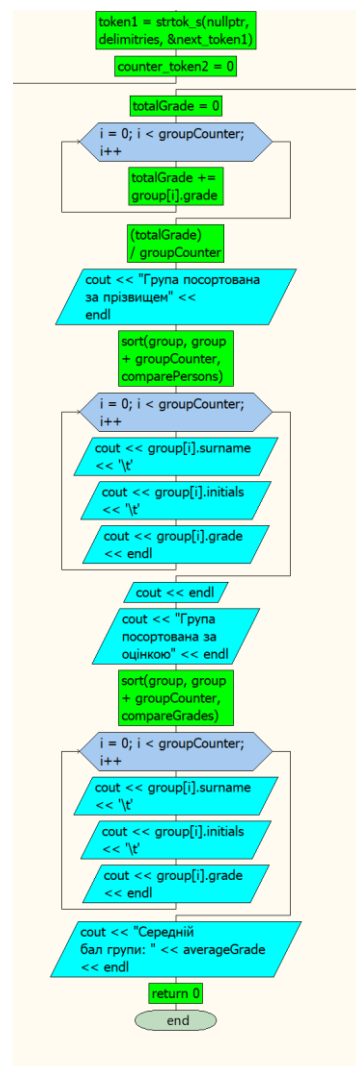 token1 = strtok_s(nullptr,
delimitries, &next_token1)
counter_token2 = 0
totalGrade = 0
i = 0; i < groupCounter;
i++
totalGrade +=
group[i].grade
(totalGrade)
/ groupCounter
cout << "Група посортована
за прізвищем" <<
endl
sort(group, group
+ groupCounter,
comparePersons)
i = 0; i < groupCounter;
i++
cout << group[i].surname
<< '\t'
cout << group[i].initials
<< '\t'
cout << group[i].grade
<< endl
cout << endl
cout << "Група
посортована за
оцінкою" << endl
sort(group, group
+ groupCounter,
compareGrades)
i = 0; i < groupCounter;
i++
cout << group[i].surname
<< '\t'
cout << group[i].initials
<< '\t'
cout << group[i].grade
<< endl
cout << "Середній
бал групи: " << averageGrade
<< endl
return 0
end